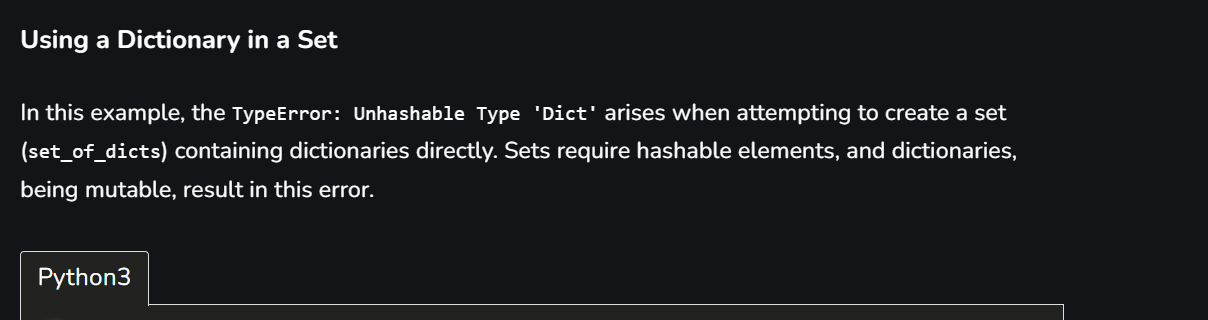 Using a Dictionary in a Set
In this example, the TypeError: Unhashable Type 'Dict' arises when attempting to create a set
(set_of_dicts) containing dictionaries directly. Sets require hashable elements, and dictionaries,
being mutable, result in this error.
Python3